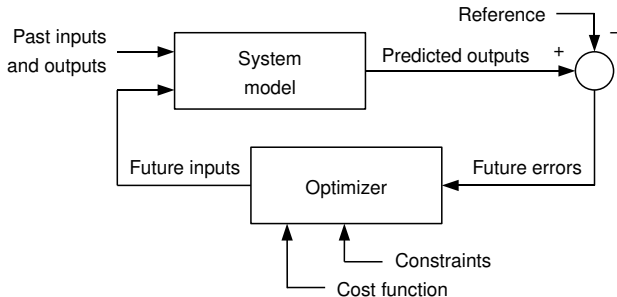 Reference
−
Past inputs
and outputs
System
model
Predicted outputs
+
Future inputs
Optimizer
Future errors
Constraints
Cost function